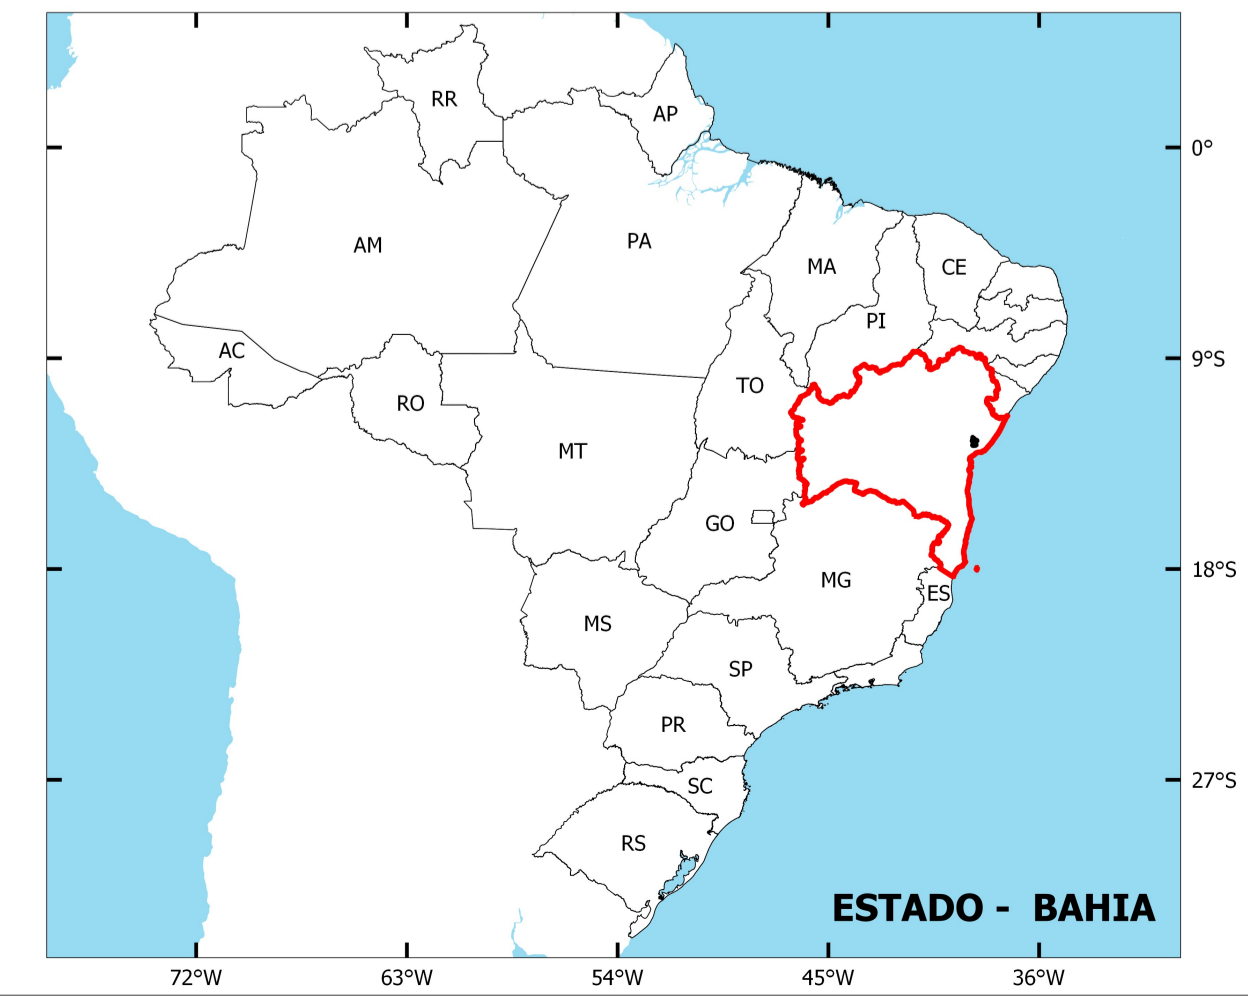 RR
AP
0°
AM
PA
MA
CE
PI
AC
9°S
TO
RO
MT
GO
18°S
MG
ES
MS
SP
PR
27°S
SC
RS
ESTADO - BAHIA
72°W
63°W
54°W
45°W
36°W